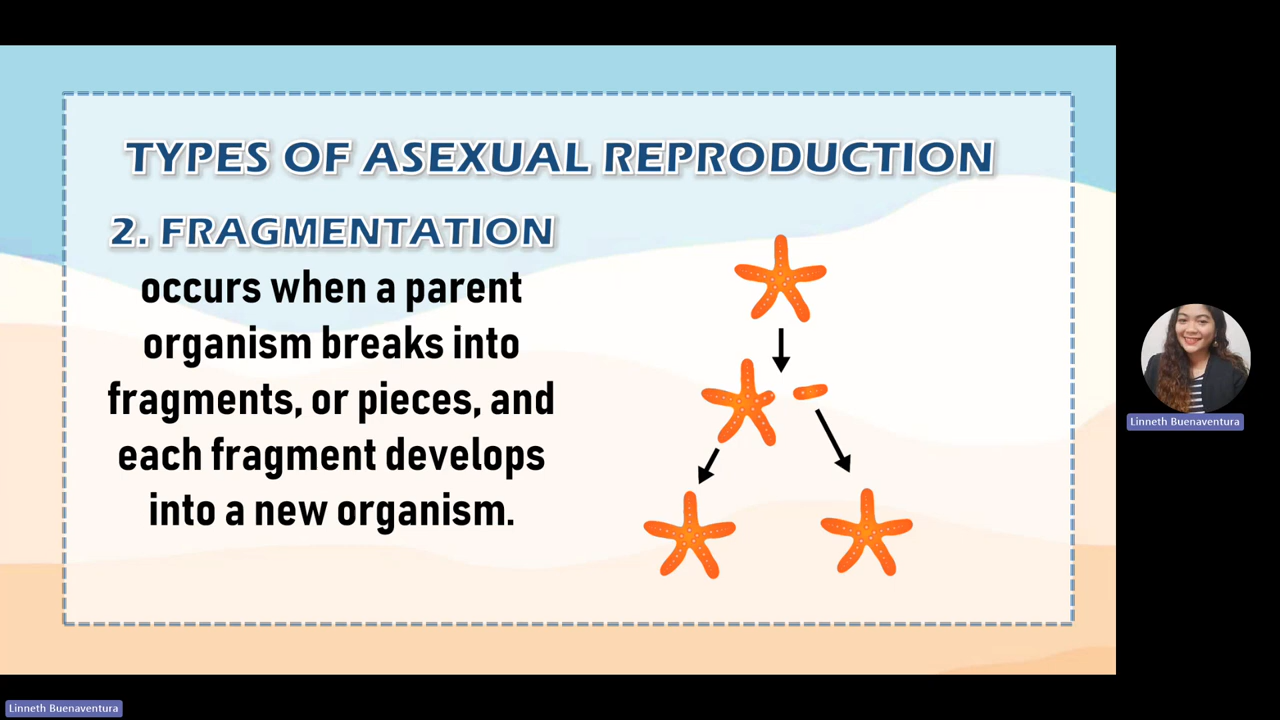 TYPES OF ASEXUAL REPRODUCTION
2. FRAGMENTATION
occurs when a parent
organism breaks into
fragments, or pieces, and
each fragment develops
into a new organism.
Linneth Buenaventura
Linneth Buenaventura